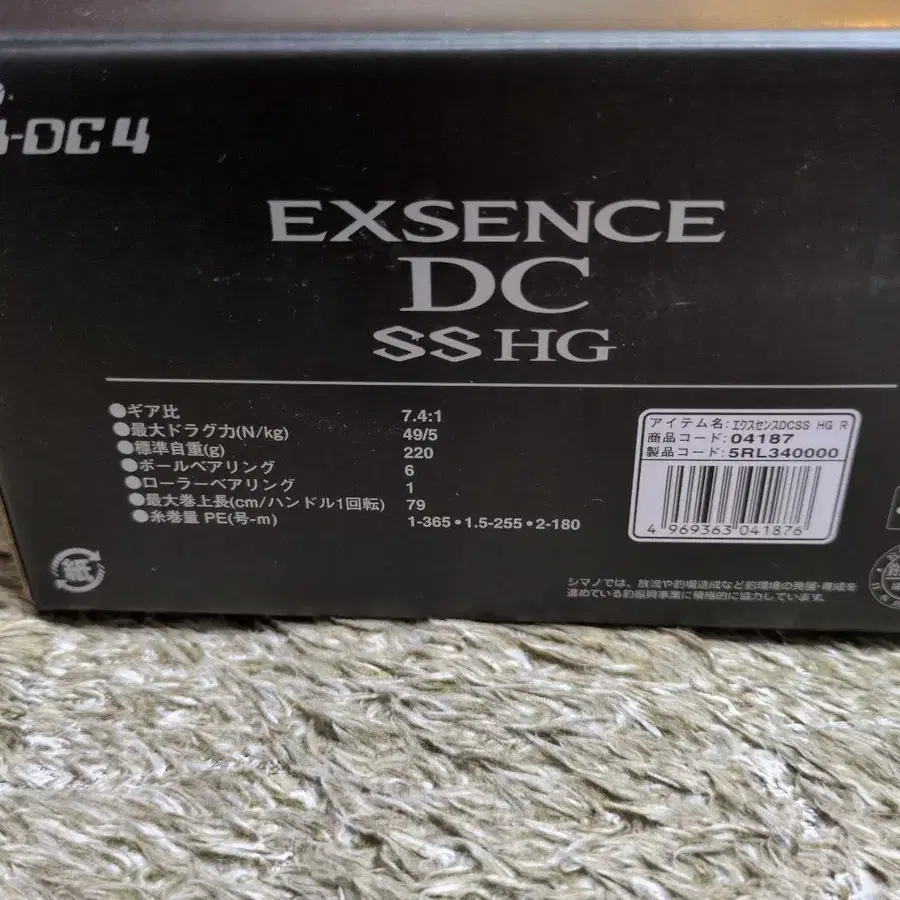 -DC4
EXSENCE
DC
SS HG
●ギア比 7.4:1
●最大ドラグ力(N/kg) 49/5
●標準自重(g) 220
●ボールベアリング 6
●ローラーベアリング 1
●最大巻上長(cm/ハンドル1回転) 79
●糸巻量 PE(号-m) 1-365•1.5-255•2-180
アイテム名: エクスセンスDCSS HG R
商品コード: 04187
製品コード: 5RL340000
4 969363 041876
紙
シマノでは、放流や釣場造成など釣環境の発展・育成を
進めている釣振興事業に積極的に協力しています。